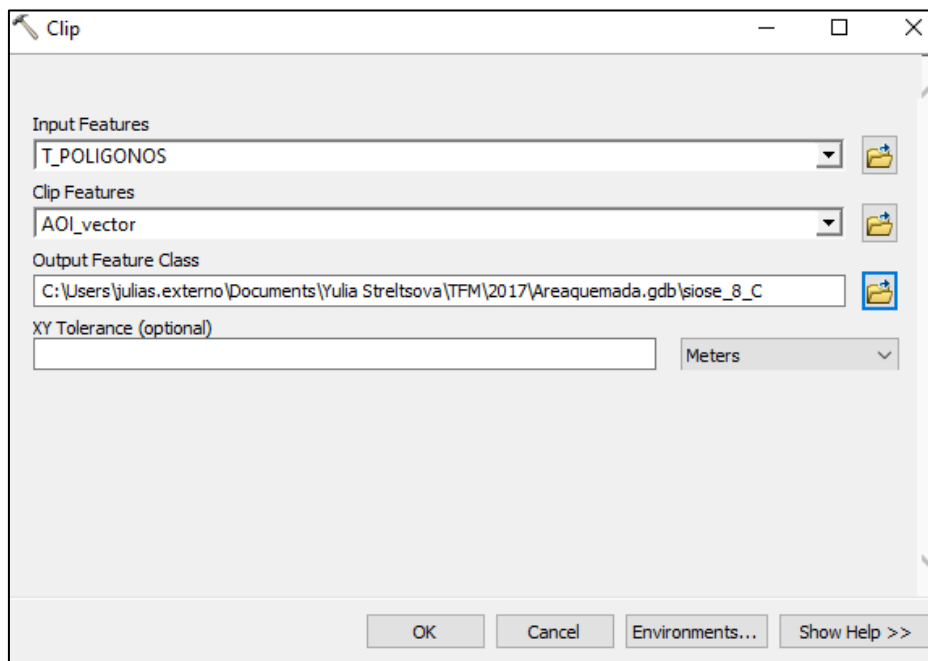 Clip
Input Features
T_POLIGONOS
Clip Features
AOI_vector
Output Feature Class
C:\Users\julias.externo\Documents\Yulia Streltsova\TFM\2017\Areaquemada.gdb\siose_8_C
XY Tolerance (optional)
Meters
OK Cancel Environments... Show Help >>